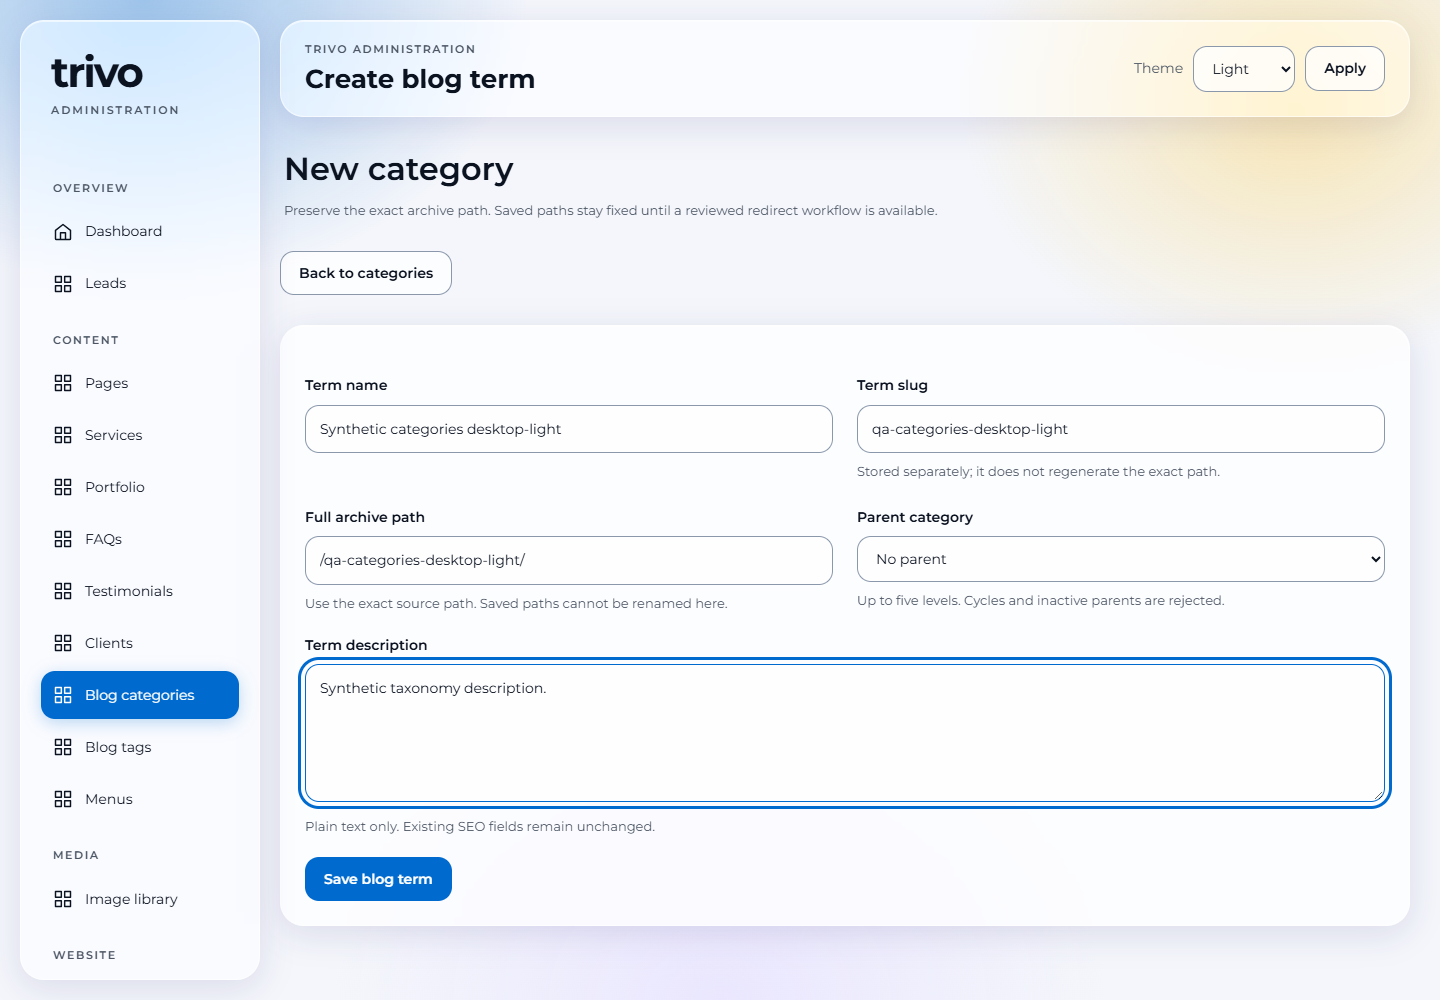 trivo
ADMINISTRATION
OVERVIEW
Dashboard
Leads
CONTENT
Pages
Services
Portfolio
FAQs
Testimonials
Clients
Blog categories
Blog tags
Menus
MEDIA
Image library
WEBSITE
TRIVO ADMINISTRATION
Create blog term
Theme
Light
Apply
New category
Preserve the exact archive path. Saved paths stay fixed until a reviewed redirect workflow is available.
Back to categories
Term name
Synthetic categories desktop-light
Term slug
qa-categories-desktop-light
Stored separately; it does not regenerate the exact path.
Full archive path
/qa-categories-desktop-light/
Use the exact source path. Saved paths cannot be renamed here.
Parent category
No parent
Up to five levels. Cycles and inactive parents are rejected.
Term description
Synthetic taxonomy description.
Plain text only. Existing SEO fields remain unchanged.
Save blog term